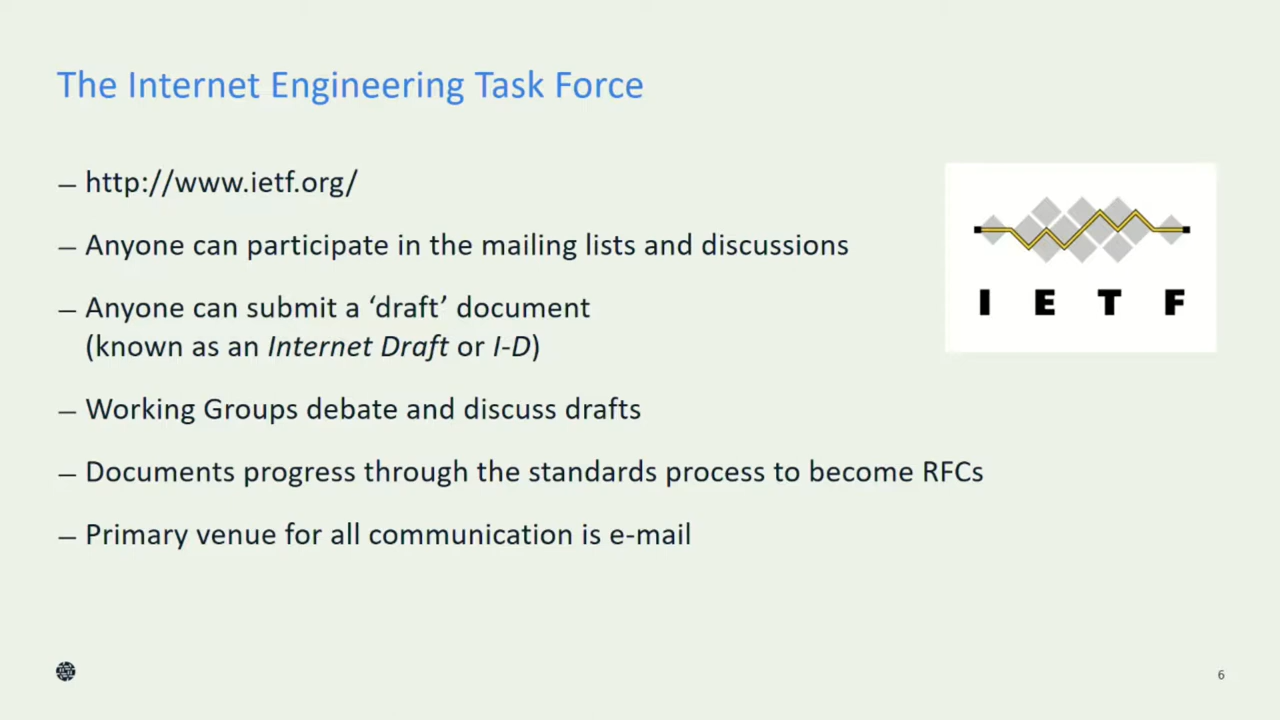 The Internet Engineering Task Force
– http://www.ietf.org/
– Anyone can participate in the mailing lists and discussions
– Anyone can submit a ‘draft’ document
(known as an Internet Draft or I-D)
– Working Groups debate and discuss drafts
– Documents progress through the standards process to become RFCs
– Primary venue for all communication is e-mail
I E T F
6